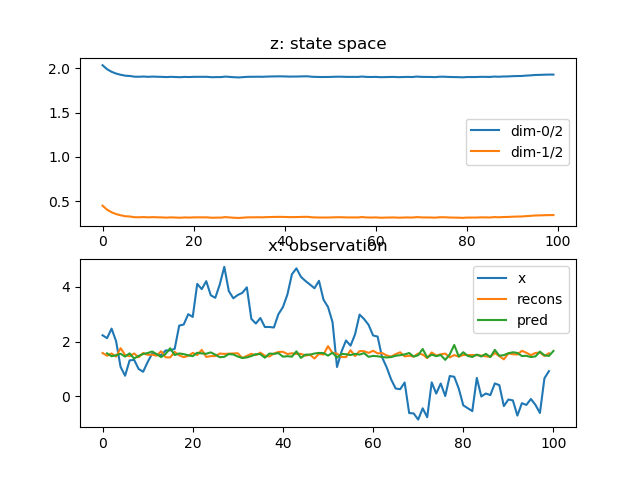 z: state space
2.0
1.5
1.0
0.5
dim-0/2
dim-1/2
0 20 40 60 80 100
x: observation
4
2
0
x
recons
pred
0 20 40 60 80 100